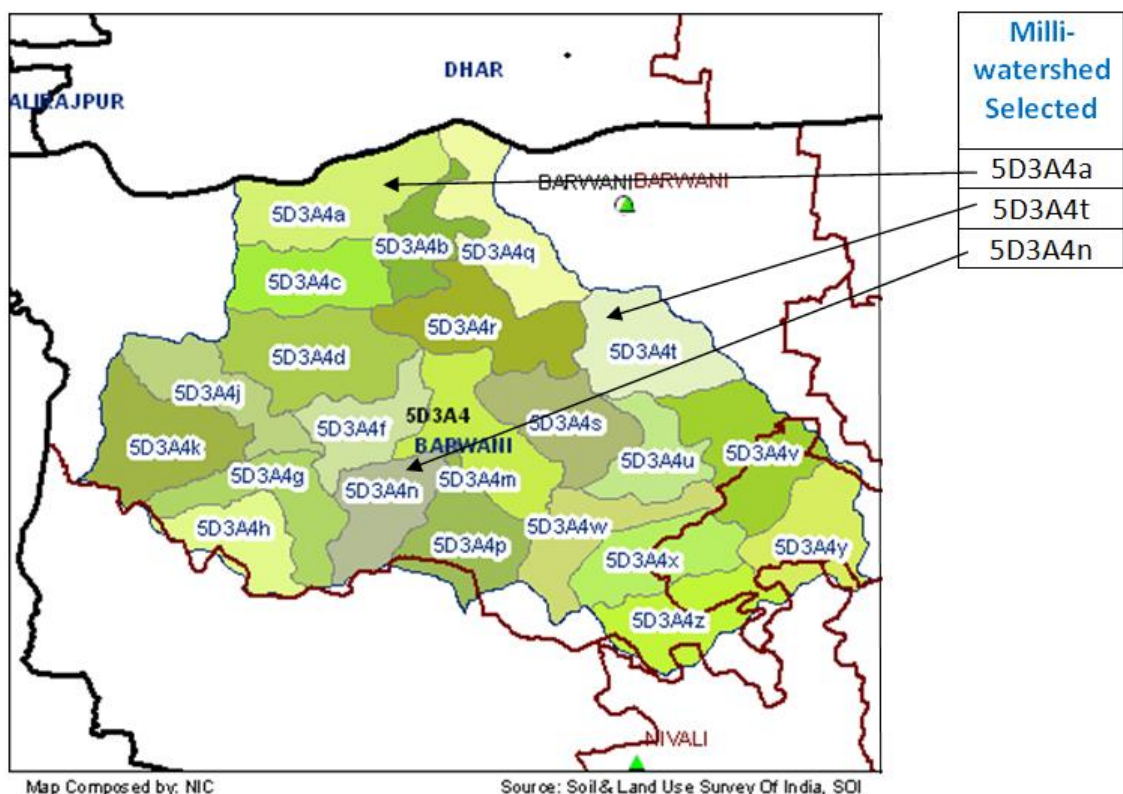 DHAR
ALIRAJPUR
BARWANI BARWANI
5D3A4a
5D3A4b
5D3A4q
5D3A4c
5D3A4r
5D3A4d
5D3A4t
5D3A4j
5D3A4f
5D3A4
5D3A4s
5D3A4k
BARWANI
5D3A4v
5D3A4g
5D3A4n
5D3A4m
5D3A4u
5D3A4h
5D3A4w
5D3A4p
5D3A4x
5D3A4y
5D3A4z
NIVALI
Map Composed by: NIC
Source: Soil & Land Use Survey Of India, SOI
Milli-
watershed
Selected
5D3A4a
5D3A4t
5D3A4n